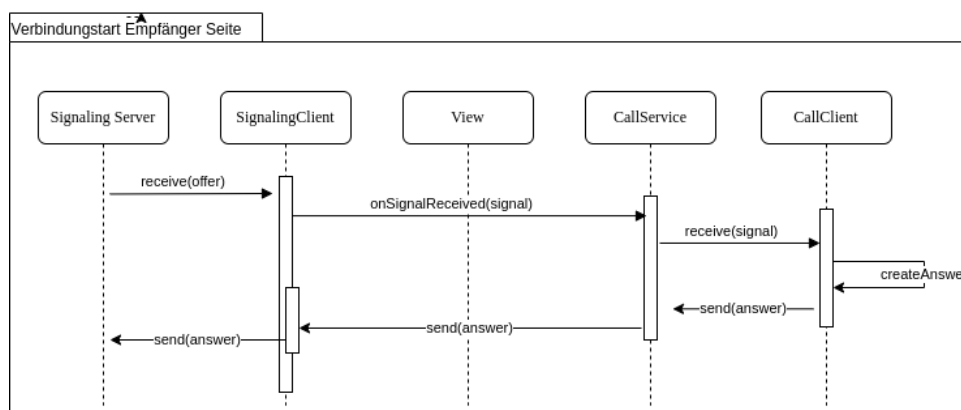 Verbindungstart Empfänger Seite
Signaling Server
SignalingClient
View
CallService
CallClient
receive(offer)
onSignalReceived(signal)
receive(signal)
createAnswe
send(answer)
send(answer)
send(answer)